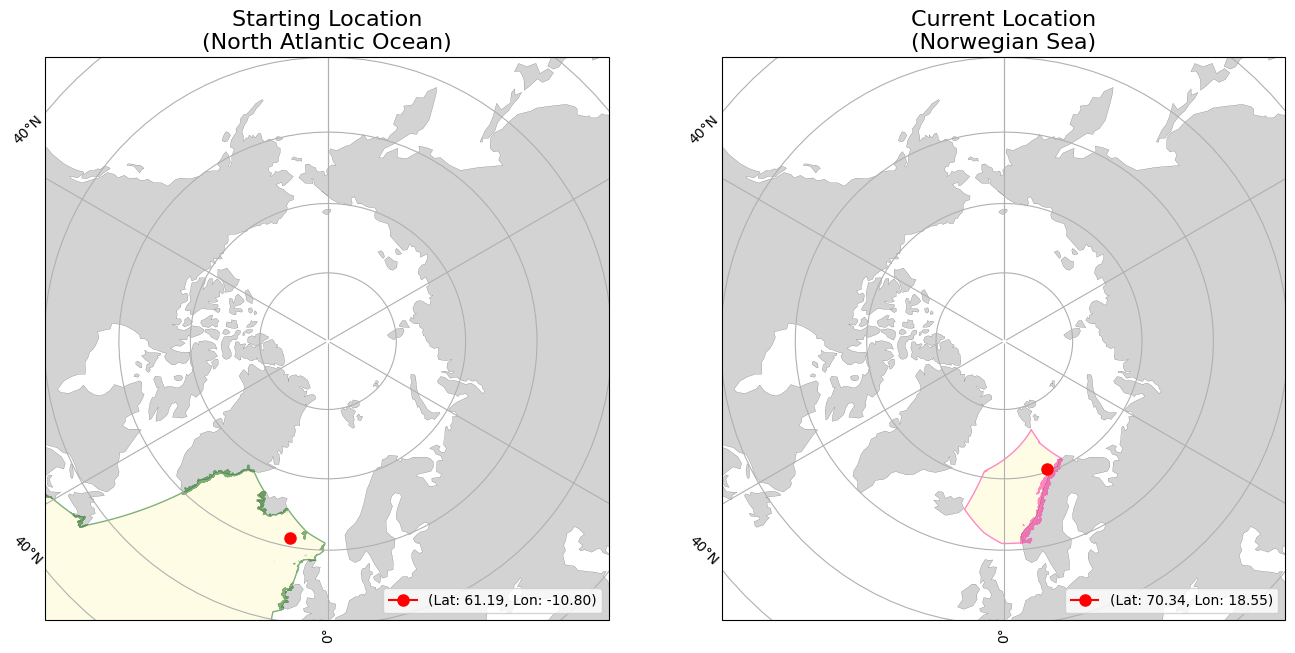 Starting Location
(North Atlantic Ocean)
40°N
40°N
0°
(Lat: 61.19, Lon: -10.80)
Current Location
(Norwegian Sea)
40°N
40°N
0°
(Lat: 70.34, Lon: 18.55)